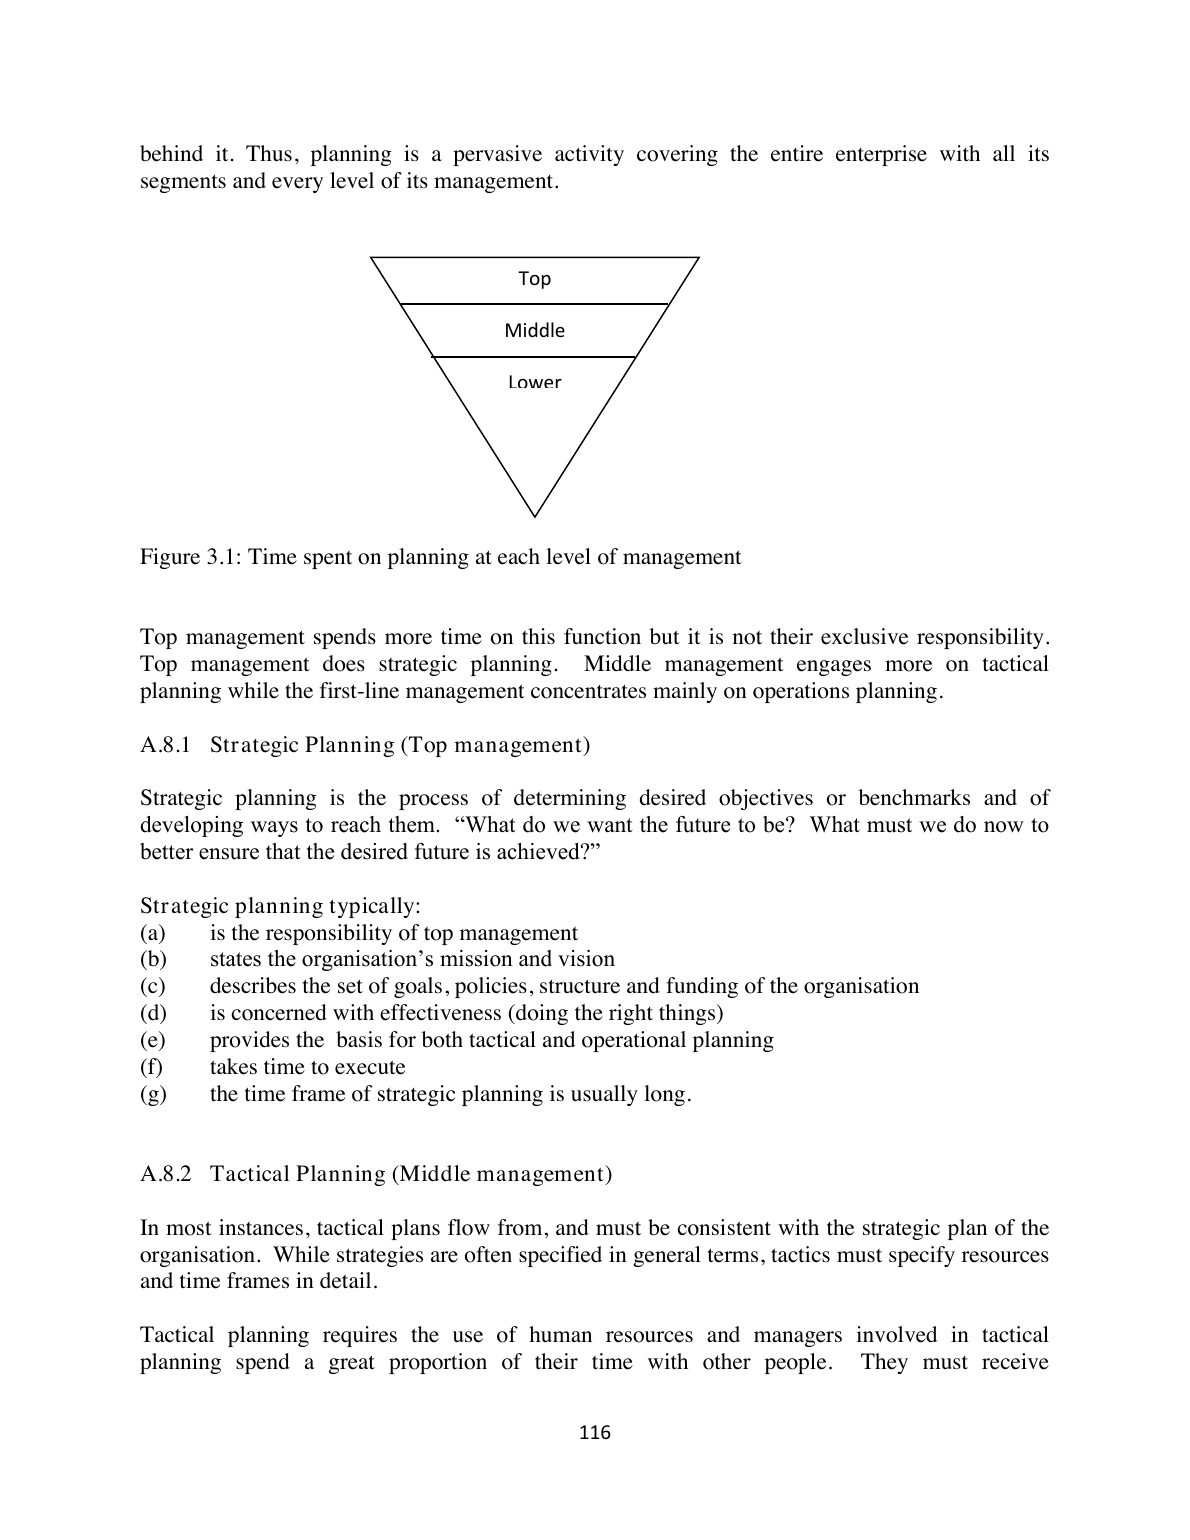 behind it. Thus, planning is a pervasive activity covering the entire enterprise with all its
segments and every level of its management.
Top
Middle
Lower
Figure 3.1: Time spent on planning at each level of management
Top management spends more time on this function but it is not their exclusive responsibility.
Top management does strategic planning.  Middle management engages more on tactical
planning while the first-line management concentrates mainly on operations planning.
A.8.1   Strategic Planning (Top management)
Strategic planning is the process of determining desired objectives or benchmarks and of
developing ways to reach them.  “What do we want the future to be?  What must we do now to
better ensure that the desired future is achieved?”
Strategic planning typically:
(a) is the responsibility of top management
(b) states the organisation’s mission and vision
(c) describes the set of goals, policies, structure and funding of the organisation
(d) is concerned with effectiveness (doing the right things)
(e) provides the  basis for both tactical and operational planning
(f) takes time to execute
(g) the time frame of strategic planning is usually long.
A.8.2   Tactical Planning (Middle management)
In most instances, tactical plans flow from, and must be consistent with the strategic plan of the
organisation.  While strategies are often specified in general terms, tactics must specify resources
and time frames in detail.
Tactical planning requires the use of human resources and managers involved in tactical
planning spend a great proportion of their time with other people.  They must receive
116